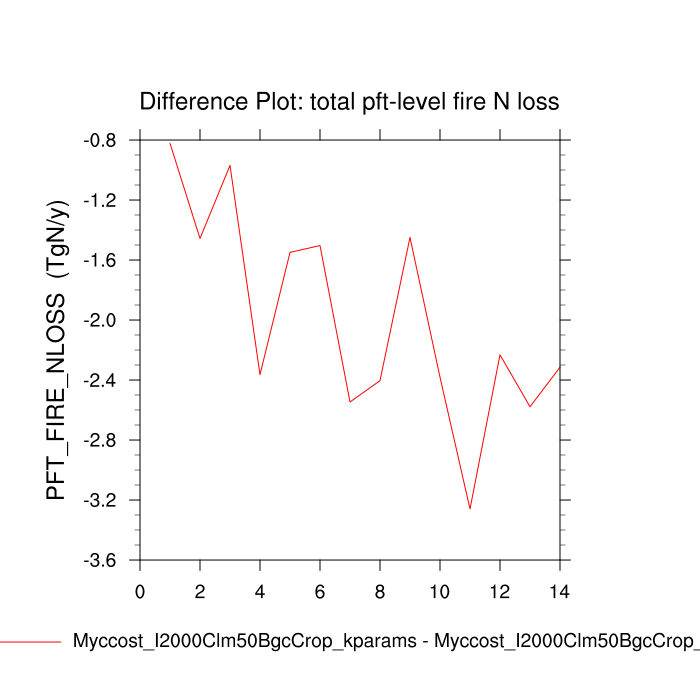 Difference Plot: total pft-level fire N loss
PFT_FIRE_NLOSS (TgN/y)
-0.8
-1.2
-1.6
-2.0
-2.4
-2.8
-3.2
-3.6
0 2 4 6 8 10 12 14
Myccost_I2000Clm50BgcCrop_kparams - Myccost_I2000Clm50BgcCrop_